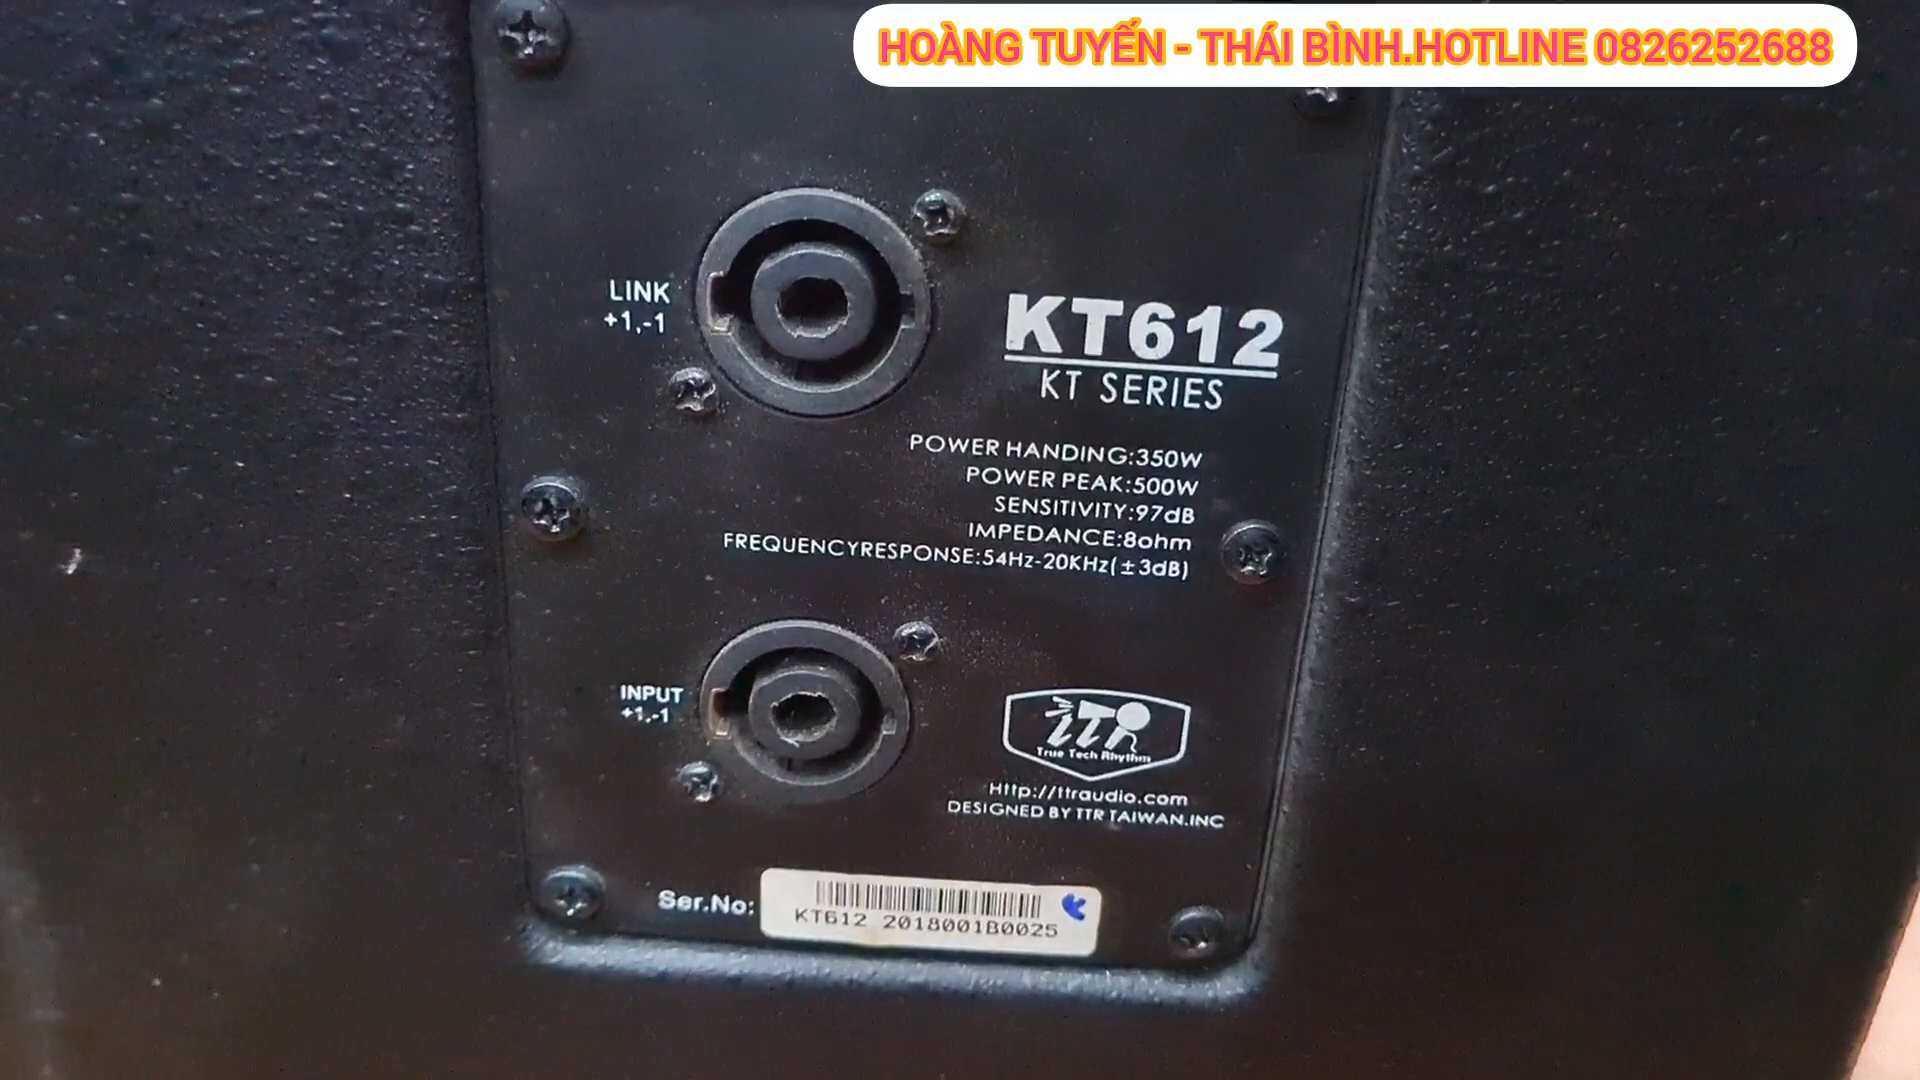 HOÀNG TUYẾN - THÁI BÌNH.HOTLINE 0826252688
LINK
+1,-1
KT612
KT SERIES
POWER HANDING:350W
POWER PEAK:500W
SENSITIVITY:97dB
IMPEDANCE:8ohm
FREQUENCYRESPONSE:54Hz-20KHz(±3dB)
INPUT
+1,-1
TTR
True Tech Rhythm
Http://ttraudio.com
DESIGNED BY TTR TAIWAN.INC
Ser.No:
KT612 2018001B0025